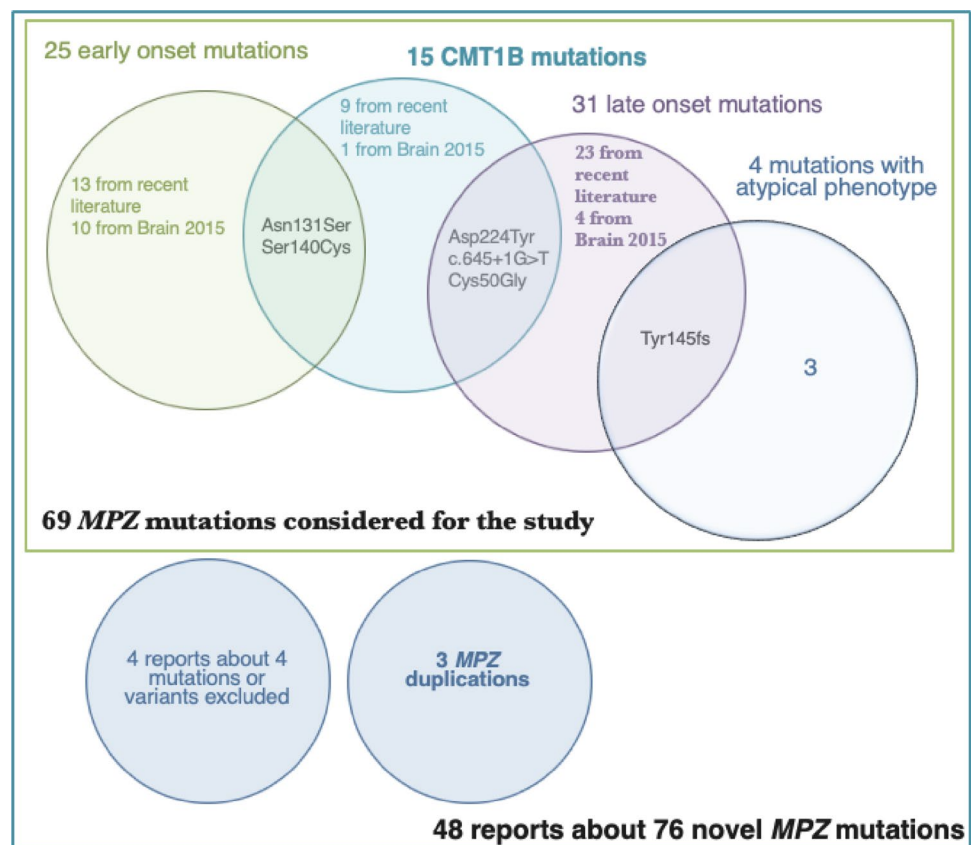 25 early onset mutations
15 CMT1B mutations
31 late onset mutations
4 mutations with
atypical phenotype
13 from recent
literature
10 from Brain 2015
Asn131Ser
Ser140Cys
9 from recent
literature
1 from Brain 2015
Asp224Tyr
c.645+1G>T
Cys50Gly
23 from
recent
literature
4 from
Brain 2015
Tyr145fs
3
69 MPZ mutations considered for the study
4 reports about 4
mutations or
variants excluded
3 MPZ
duplications
48 reports about 76 novel MPZ mutations